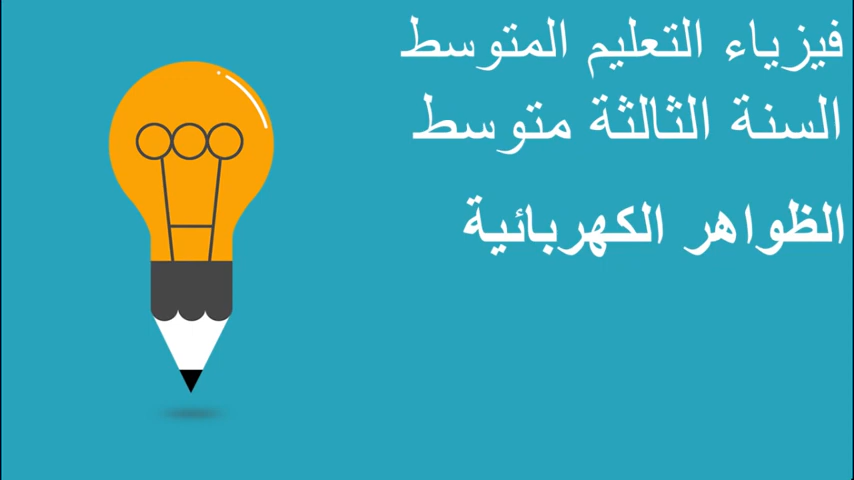 فيزياء التعليم المتوسط
السنة الثالثة متوسط
الظواهر الكهربائية